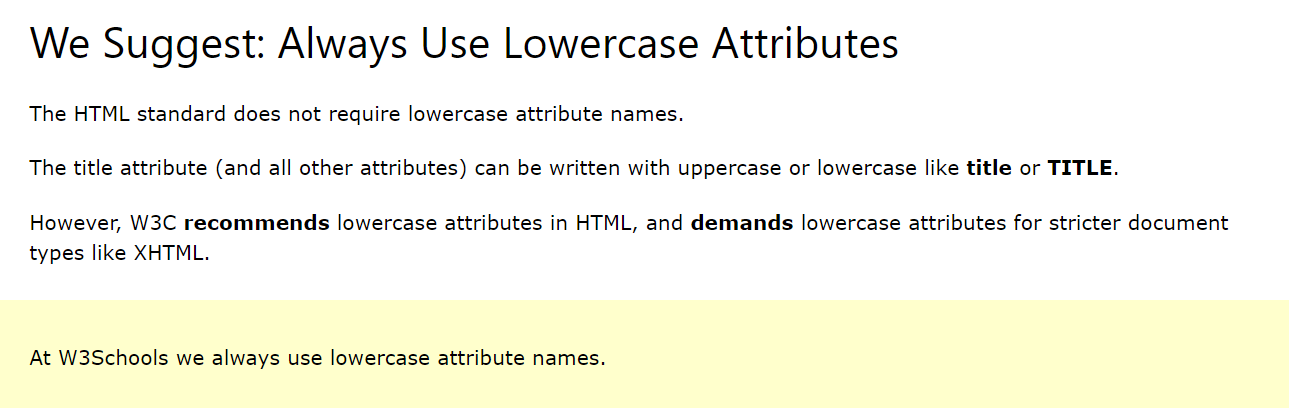 We Suggest: Always Use Lowercase Attributes
The HTML standard does not require lowercase attribute names.
The title attribute (and all other attributes) can be written with uppercase or lowercase like title or TITLE.
However, W3C recommends lowercase attributes in HTML, and demands lowercase attributes for stricter document
types like XHTML.
At W3Schools we always use lowercase attribute names.